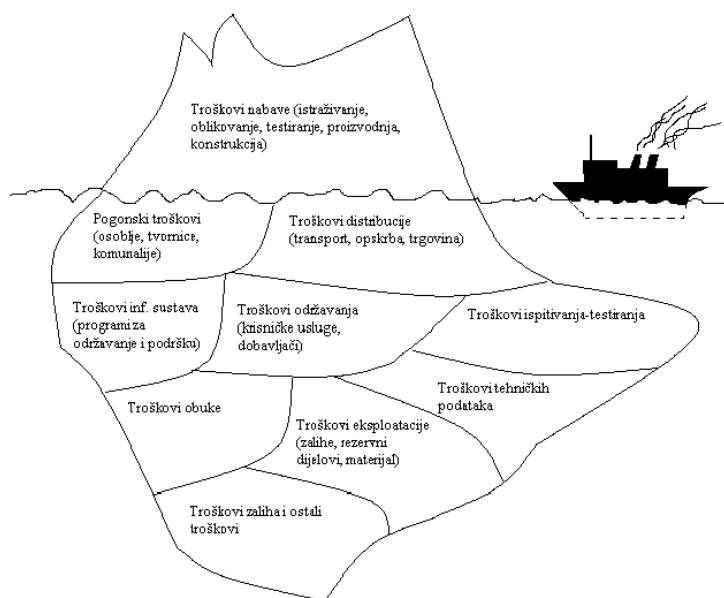 Troškovi nabave (istraživanje,
oblikovanje, testiranje, proizvodnja,
konstrukcija)
Pogonski troškovi
(osoblje, tvornice,
komunalije)
Troškovi distribucije
(transport, opskrba, trgovina)
Troškovi inf. sustava
(programi za
održavanje i podršku)
Troškovi održavanja
(krisničke usluge,
dobavljači)
Troškovi ispitivanja-testiranja
Troškovi obuke
Troškovi eksploatacije
(zalihe, rezervni
dijelovi, materijal)
Troškovi tehničkih
podataka
Troškovi zaliha i ostali
troškovi